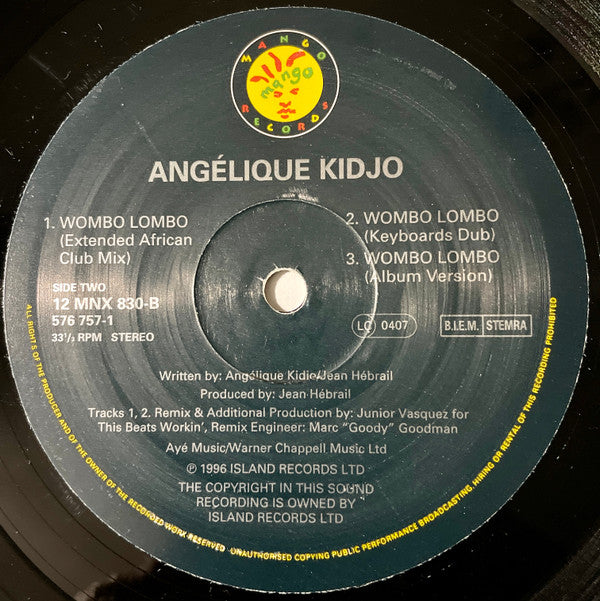 MANGO
mango
RECORDS
ANGÉLIQUE KIDJO
1. WOMBO LOMBO
(Extended African
Club Mix)
2. WOMBO LOMBO
(Keyboards Dub)
3. WOMBO LOMBO
(Album Version)
SIDE TWO
12 MNX 830-B
576 757-1
33⅓ RPM STEREO
LC 0407
B.I.E.M. STEMRA
Written by: Angélique Kidjo/Jean Hébrail
Produced by: Jean Hébrail
Tracks 1, 2. Remix & Additional Production by: Junior Vasquez for
This Beats Workin', Remix Engineer: Marc "Goody" Goodman
Ayé Music/Warner Chappell Music Ltd
℗ 1996 ISLAND RECORDS LTD
THE COPYRIGHT IN THIS SOUND
RECORDING IS OWNED BY
ISLAND RECORDS LTD
ALL RIGHTS OF THE PRODUCER AND OF THE OWNER OF THE RECORDED WORK RESERVED UNAUTHORISED COPYING PUBLIC PERFORMANCE BROADCASTING, HIRING OR RENTAL OF THIS RECORDING PROHIBITED